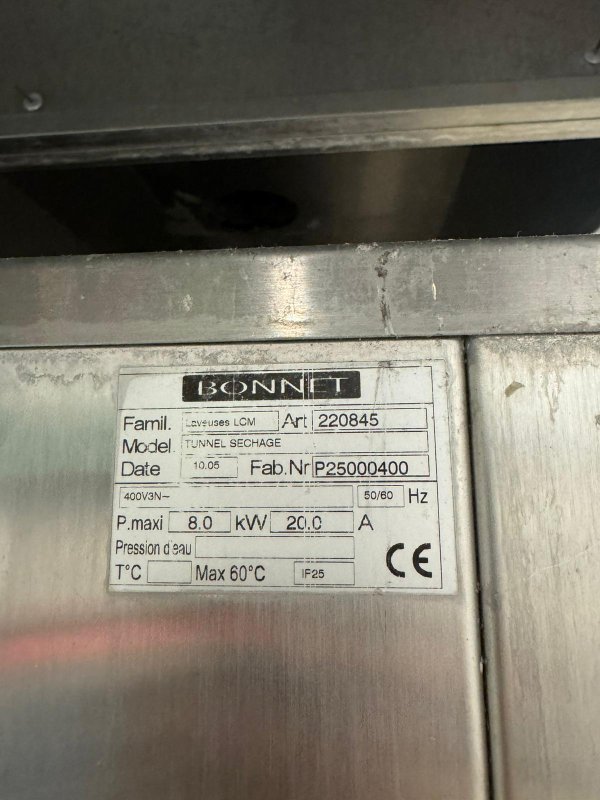 BONNET
Famil. Laveuses LCM Art 220845
Model TUNNEL SECHAGE
Date 10.05 Fab.Nr P25000400
400V3N~ 50/60 Hz
P.maxi 8.0 kW 20.0 A
Pression d'eau
T°C Max 60°C IP25 CE